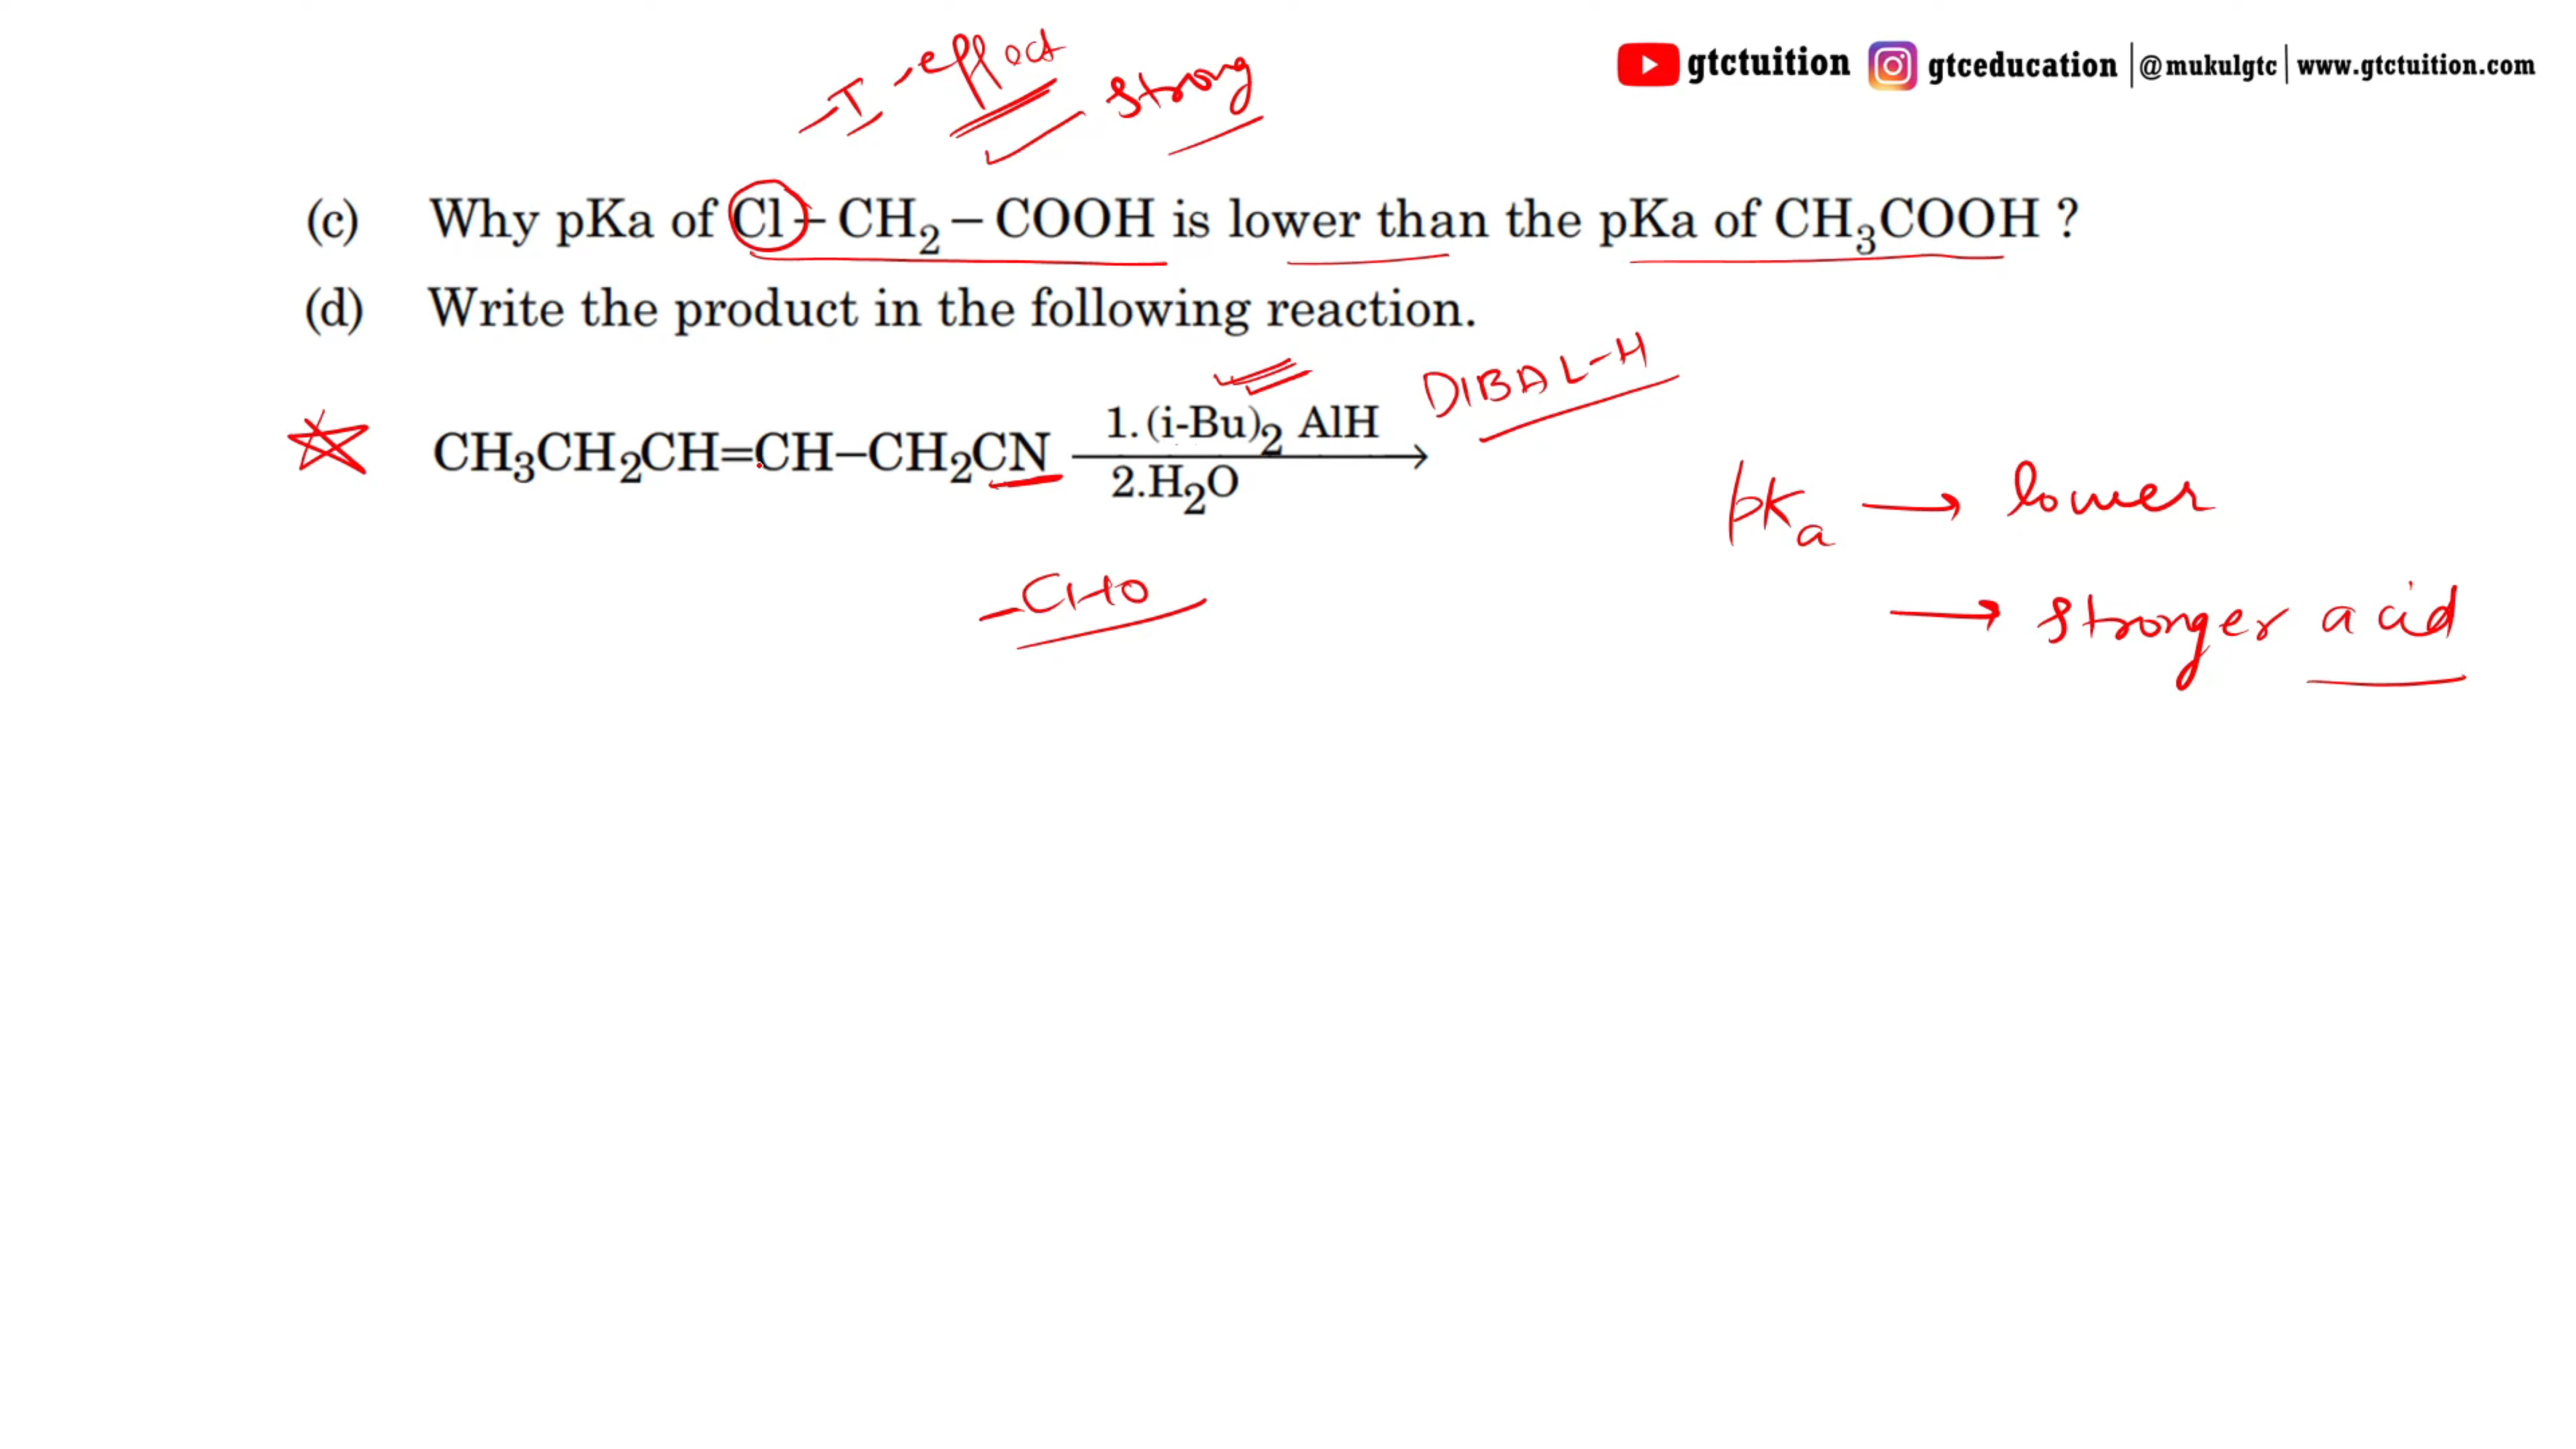 -I -effect strong
gtctuition gtceducation |@mukulgtc| www.gtctuition.com
(c) Why pKa of Cl – CH₂ – COOH is lower than the pKa of CH₃COOH ?
(d) Write the product in the following reaction.
DIBAL-H
1. (i-Bu)₂ AlH
CH₃CH₂CH=CH–CH₂CN
2.H₂O
pKa → lower
-CHO
→ stronger acid